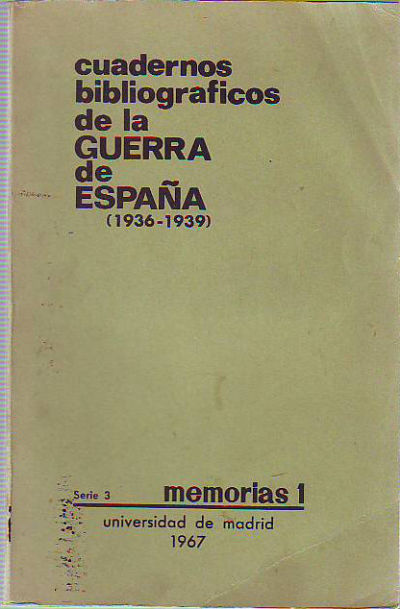 cuadernos
bibliograficos
de la
GUERRA
de
ESPAÑA
(1936-1939)
Serie 3 memorias 1
universidad de madrid
1967